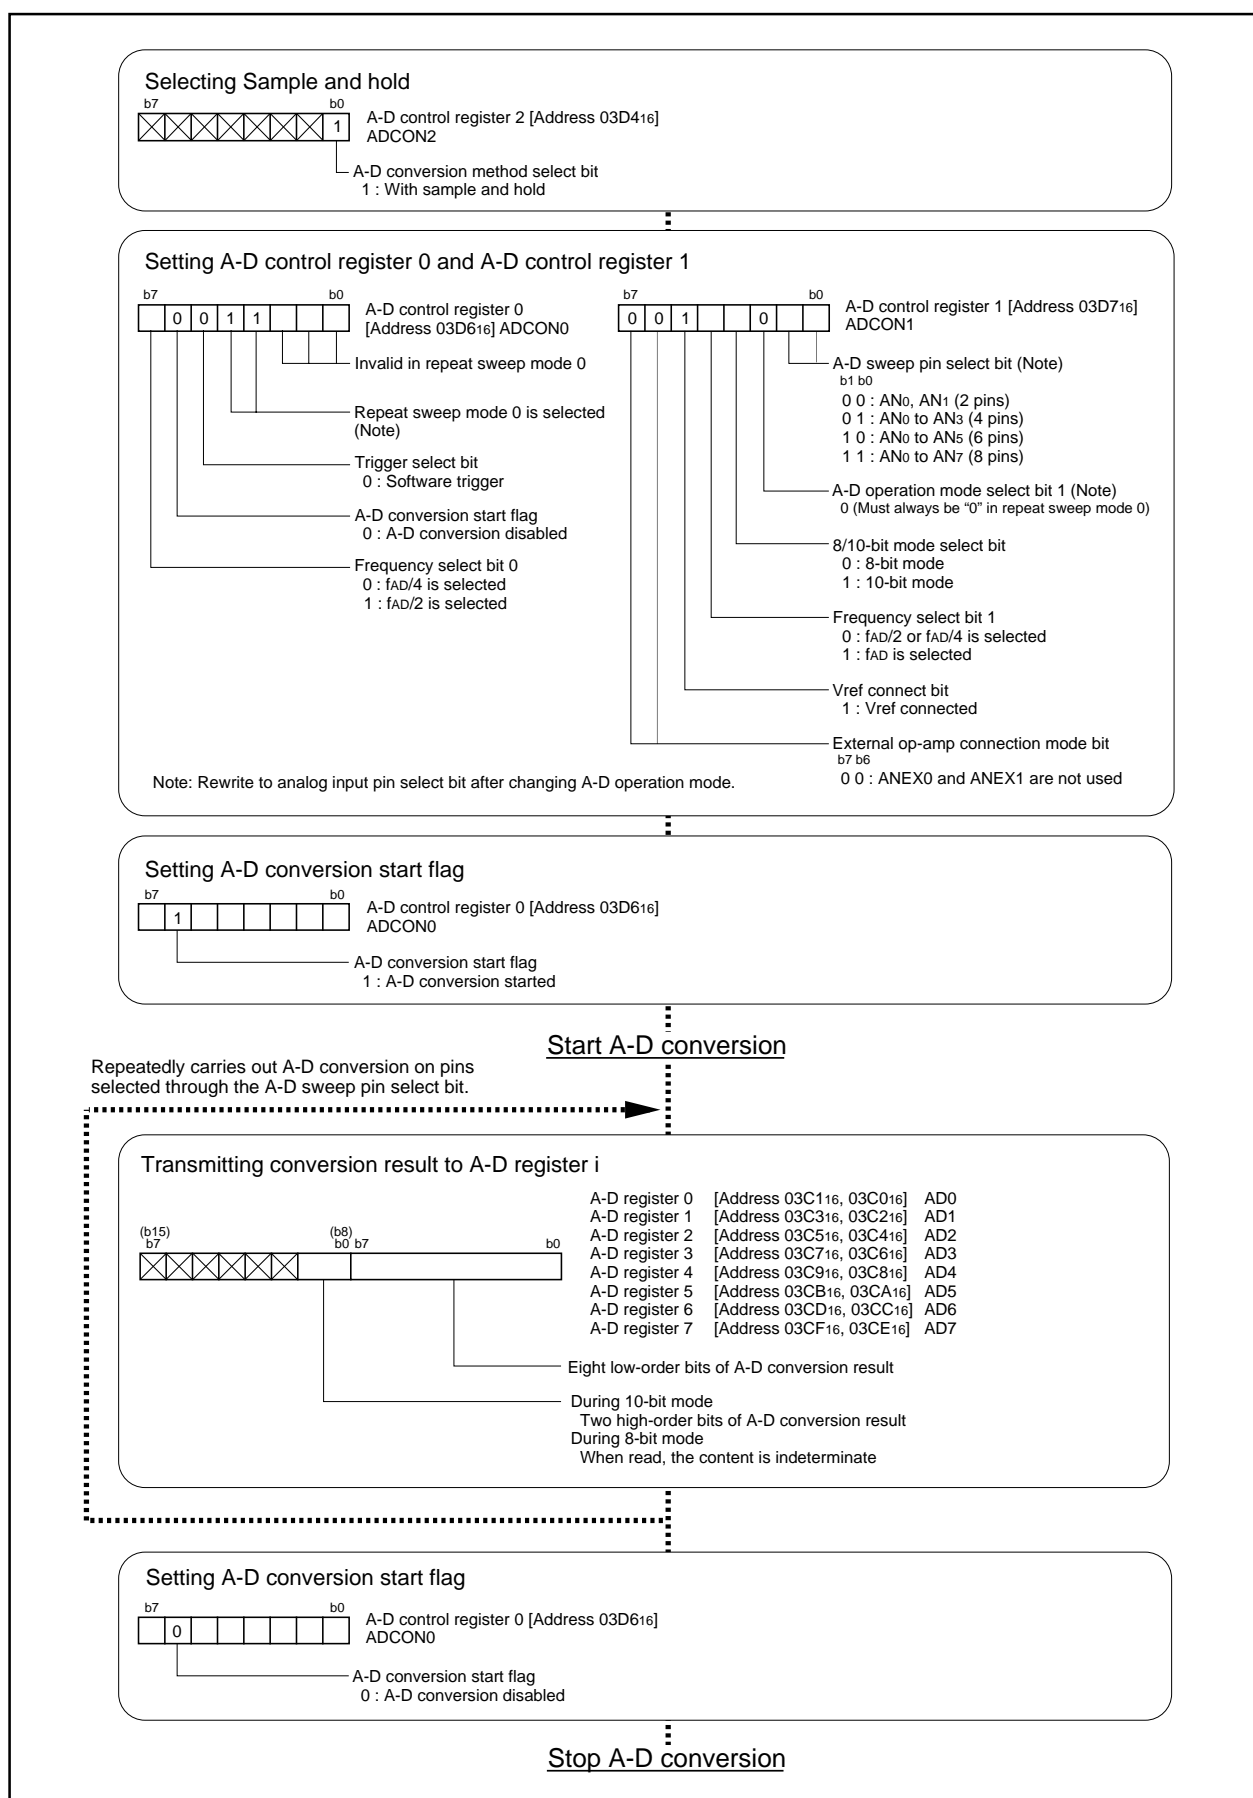 Selecting Sample and hold
b7 b0
1
A-D control register 2 [Address 03D416]
ADCON2
A-D conversion method select bit
1 : With sample and hold
Setting A-D control register 0 and A-D control register 1
b7 b0
0 0 1 1
A-D control register 0
[Address 03D616] ADCON0
Invalid in repeat sweep mode 0
Repeat sweep mode 0 is selected
(Note)
Trigger select bit
0 : Software trigger
A-D conversion start flag
0 : A-D conversion disabled
Frequency select bit 0
0 : fAD/4 is selected
1 : fAD/2 is selected
b7 b0
0 0 1 0
A-D control register 1 [Address 03D716]
ADCON1
A-D sweep pin select bit (Note)
b1 b0
0 0 : AN0, AN1 (2 pins)
0 1 : AN0 to AN3 (4 pins)
1 0 : AN0 to AN5 (6 pins)
1 1 : AN0 to AN7 (8 pins)
A-D operation mode select bit 1 (Note)
0 (Must always be “0” in repeat sweep mode 0)
8/10-bit mode select bit
0 : 8-bit mode
1 : 10-bit mode
Frequency select bit 1
0 : fAD/2 or fAD/4 is selected
1 : fAD is selected
Vref connect bit
1 : Vref connected
External op-amp connection mode bit
b7 b6
0 0 : ANEX0 and ANEX1 are not used
Note: Rewrite to analog input pin select bit after changing A-D operation mode.
Setting A-D conversion start flag
b7 b0
1
A-D control register 0 [Address 03D616]
ADCON0
A-D conversion start flag
1 : A-D conversion started
Start A-D conversion
Repeatedly carries out A-D conversion on pins
selected through the A-D sweep pin select bit.
Transmitting conversion result to A-D register i
(b15) (b8)
b7 b0 b7 b0
A-D register 0 [Address 03C116, 03C016] AD0
A-D register 1 [Address 03C316, 03C216] AD1
A-D register 2 [Address 03C516, 03C416] AD2
A-D register 3 [Address 03C716, 03C616] AD3
A-D register 4 [Address 03C916, 03C816] AD4
A-D register 5 [Address 03CB16, 03CA16] AD5
A-D register 6 [Address 03CD16, 03CC16] AD6
A-D register 7 [Address 03CF16, 03CE16] AD7
Eight low-order bits of A-D conversion result
During 10-bit mode
Two high-order bits of A-D conversion result
During 8-bit mode
When read, the content is indeterminate
Setting A-D conversion start flag
b7 b0
0
A-D control register 0 [Address 03D616]
ADCON0
A-D conversion start flag
0 : A-D conversion disabled
Stop A-D conversion